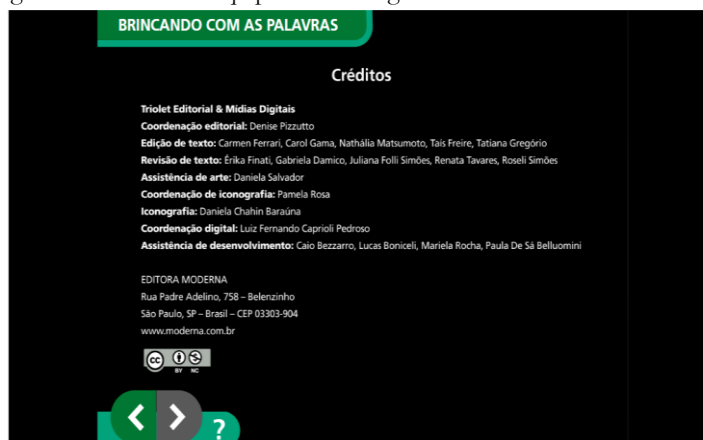 BRINCANDO COM AS PALAVRAS
Créditos
Triolet Editorial & Mídias Digitais
Coordenação editorial: Denise Pizzutto
Edição de texto: Carmen Ferrari, Carol Gama, Nathália Matsumoto, Taís Freire, Tatiana Gregório
Revisão de texto: Érika Finati, Gabriela Damico, Juliana Folli Simões, Renata Tavares, Roseli Simões
Assistência de arte: Daniela Salvador
Coordenação de iconografia: Pamela Rosa
Iconografia: Daniela Chahin Baraúna
Coordenação digital: Luiz Fernando Caprioli Pedroso
Assistência de desenvolvimento: Caio Bezzarro, Lucas Boniceli, Mariela Rocha, Paula De Sá Belluomini
EDITORA MODERNA
Rua Padre Adelino, 758 – Belenzinho
São Paulo, SP – Brasil – CEP 03303-904
www.moderna.com.br
cc
BY NC
?